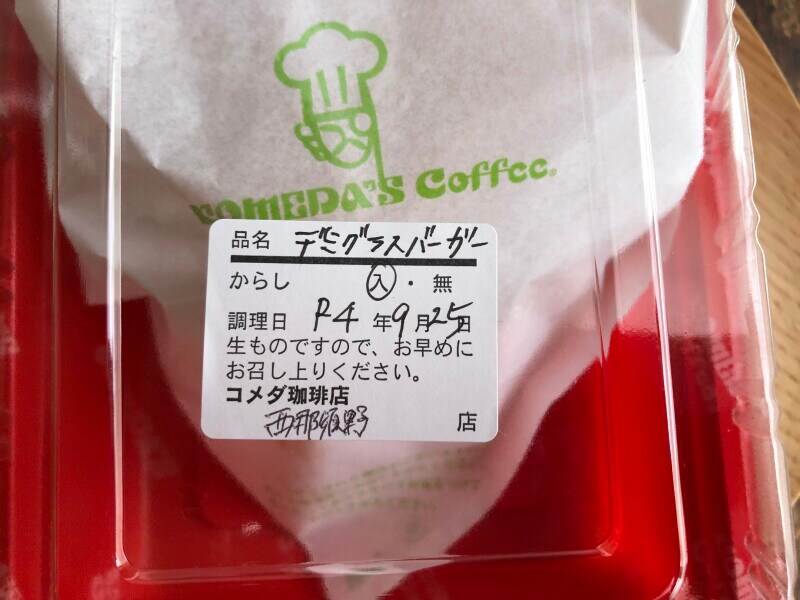 KOMEDA'S Coffee®
品名 デミグラスバーガー
からし 入・無
調理日 R4年9月25日
生ものですので、お早めに
お召し上りください。
コメダ珈琲店
西那須野 店